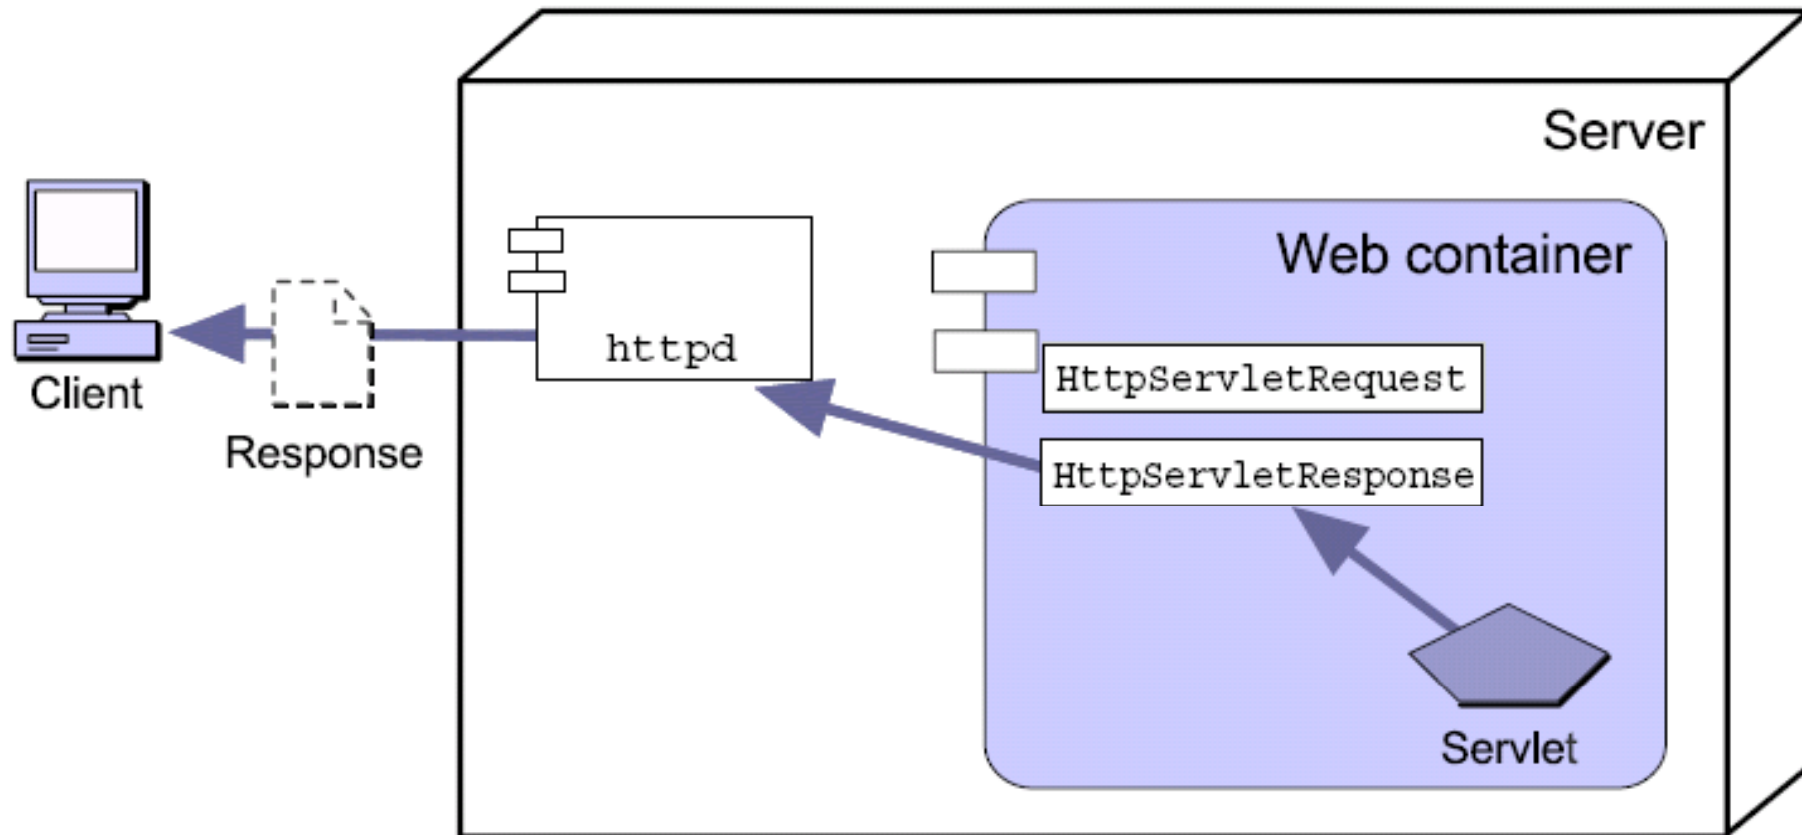 Server
Web container
httpd
HttpServletRequest
Client
Response
HttpServletResponse
Servlet